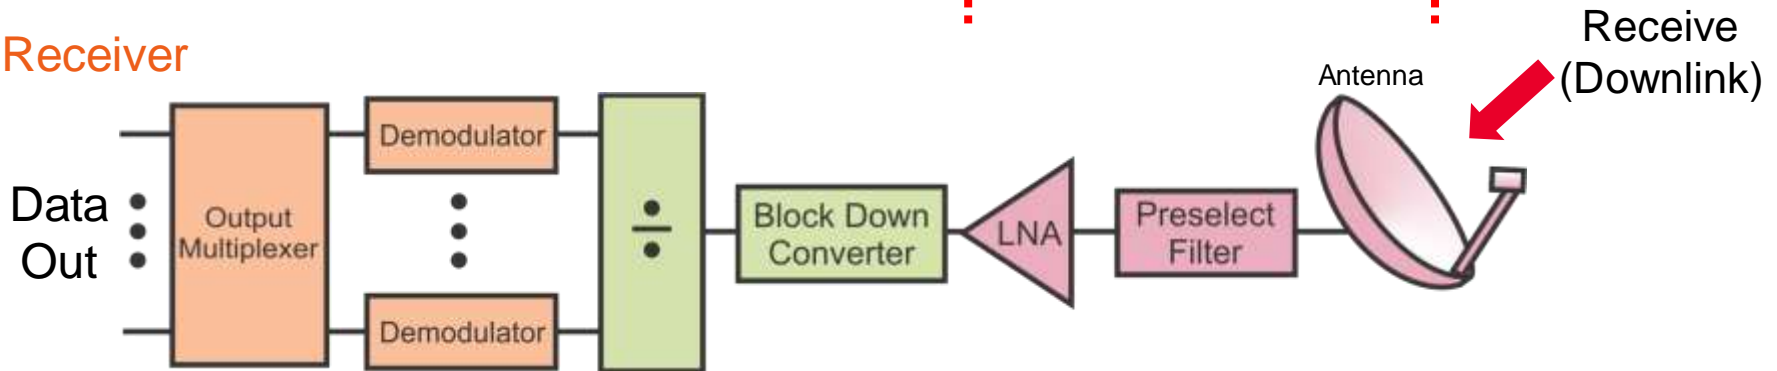 Receive
(Downlink)
Receiver
Antenna
Demodulator
Data
Out
Output
Multiplexer
÷
Block Down
Converter
LNA
Preselect
Filter
Demodulator